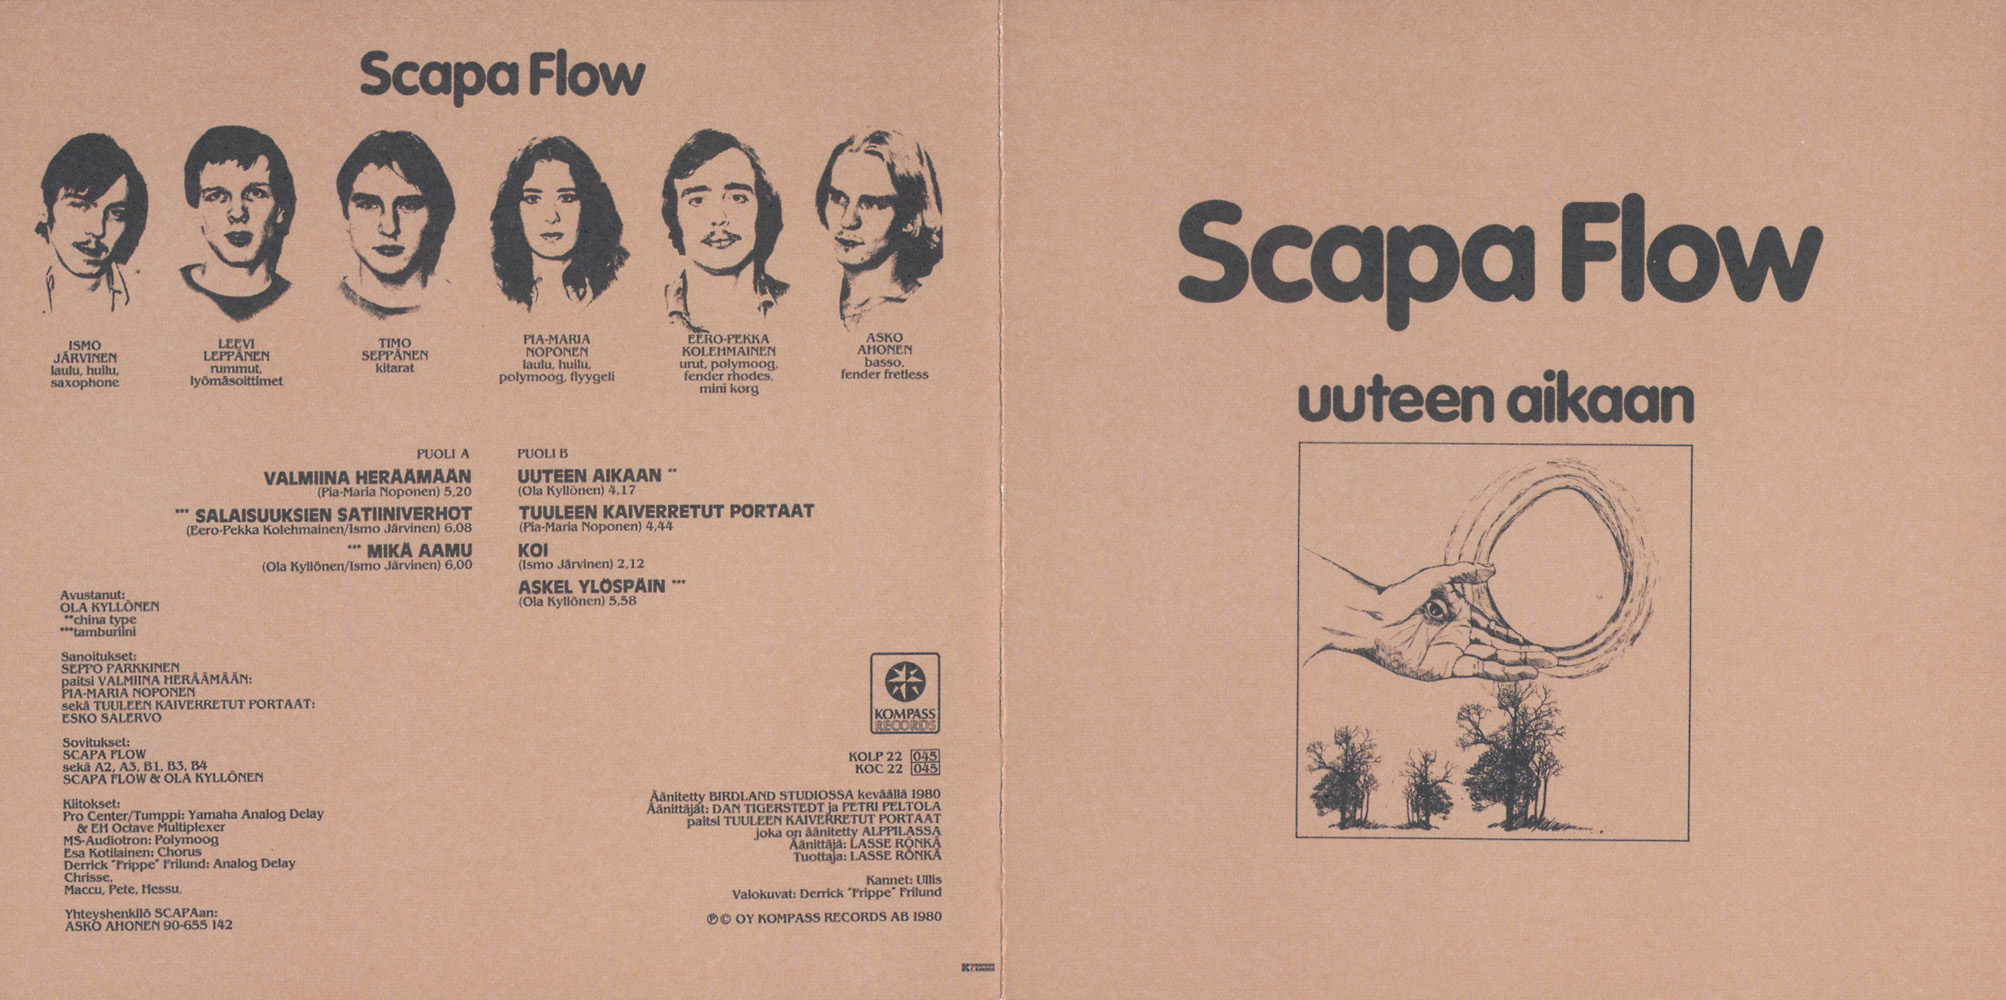 Scapa Flow
ISMO
JÄRVINEN
laulu, huilu,
saxophone
LEEVI
LEPPÄNEN
rummut,
lyömäsoittimet
TIMO
SEPPÄNEN
kitarat
PIA-MARIA
NOPONEN
laulu, huilu,
polymoog, flyygeli
EERO-PEKKA
KOLEHMAINEN
urut, polymoog,
fender rhodes,
mini korg
ASKO
AHONEN
basso,
fender fretless
PUOLI A
VALMIINA HERÄÄMÄÄN
(Pia-Maria Noponen) 5,20
*** SALAISUUKSIEN SATIINIVERHOT
(Eero-Pekka Kolehmainen/Ismo Järvinen) 6,08
*** MIKÄ AAMU
(Ola Kyllönen/Ismo Järvinen) 6,00
PUOLI B
UUTEEN AIKAAN **
(Ola Kyllönen) 4,17
TUULEEN KAIVERRETUT PORTAAT
(Pia-Maria Noponen) 4,44
KOI
(Ismo Järvinen) 2,12
ASKEL YLÖSPÄIN ***
(Ola Kyllönen) 5,58
Avustanut:
OLA KYLLÖNEN
**china type
***tamburiini
Sanoitukset:
SEPPO PARKKINEN
paitsi VALMIINA HERÄÄMÄÄN:
PIA-MARIA NOPONEN
sekä TUULEEN KAIVERRETUT PORTAAT:
ESKO SALERVO
Sovitukset:
SCAPA FLOW
sekä A2, A3, B1, B3, B4
SCAPA FLOW & OLA KYLLÖNEN
Kiitokset:
Pro Center/Tumppi: Yamaha Analog Delay
& EH Octave Multiplexer
MS-Audiotron: Polymoog
Esa Kotilainen: Chorus
Derrick "Frippe" Frilund: Analog Delay
Chrisse,
Maccu, Pete, Hessu.
Yhteyshenkilö SCAPAan:
ASKO AHONEN 90-655 142
KOMPASS
RECORDS
KOLP 22 045
KOC 22 045
Äänitetty BIRDLAND STUDIOSSA keväällä 1980
Äänittäjät: DAN TIGERSTEDT ja PETRI PELTOLA
paitsi TUULEEN KAIVERRETUT PORTAAT
joka on äänitetty ALPPILASSA
Äänittäjä: LASSE RÖNKÄ
Tuottaja: LASSE RÖNKÄ
Kannet: Ullis
Valokuvat: Derrick "Frippe" Frilund
℗ © OY KOMPASS RECORDS AB 1980
Scapa Flow
uuteen aikaan